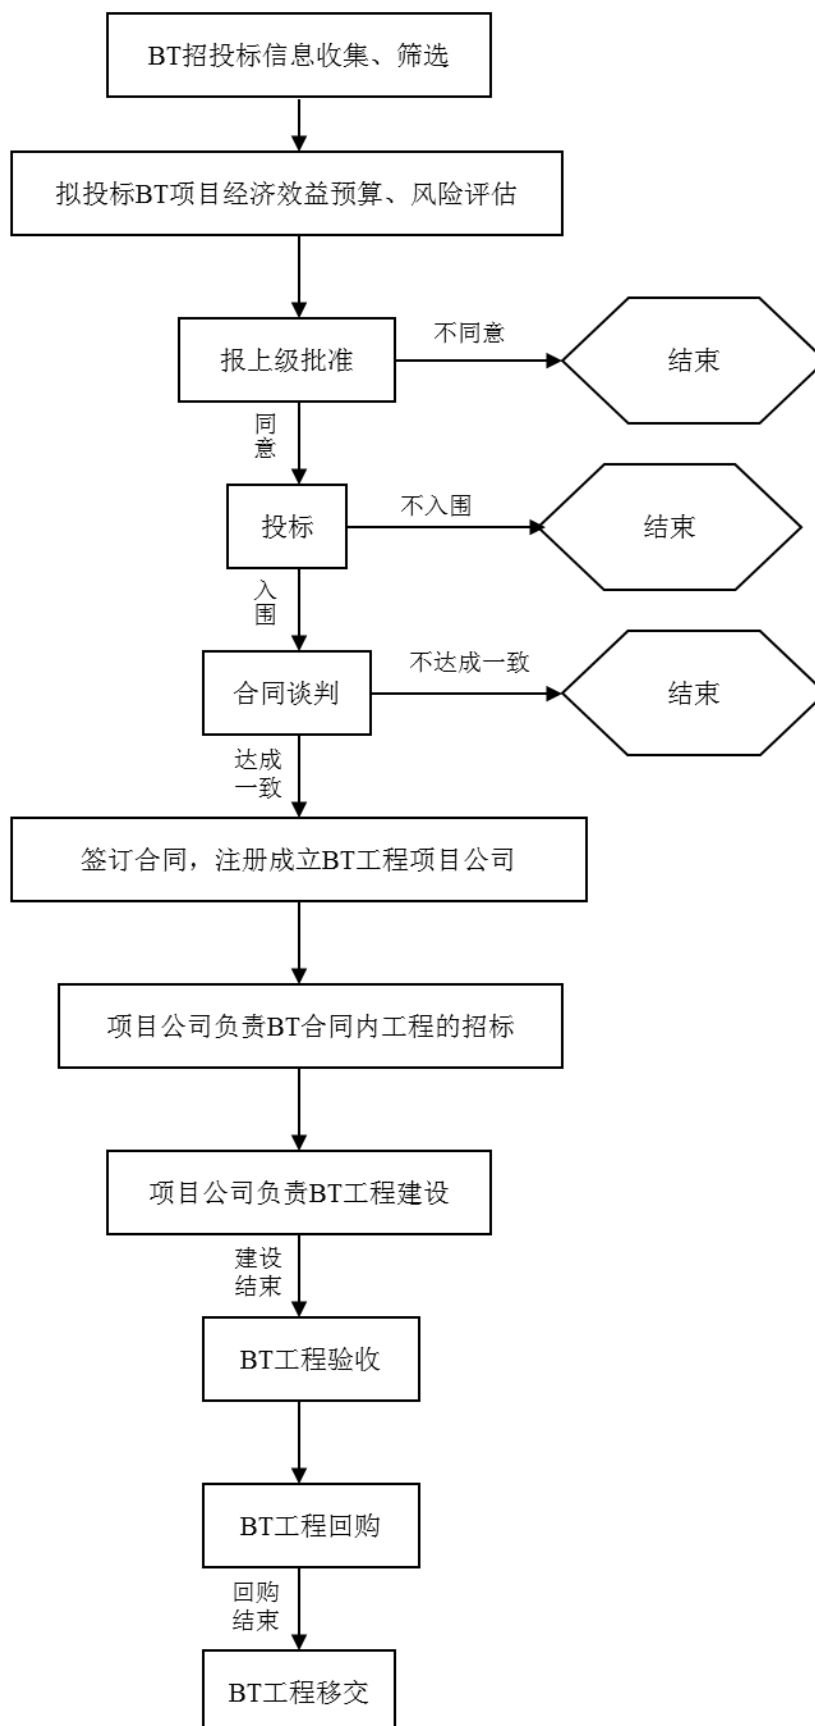 BT招投标信息收集、筛选
拟投标BT项目经济效益预算、风险评估
报上级批准
不同意
结束
同
意
投标
不入围
结束
入
围
合同谈判
不达成一致
结束
达成
一致
签订合同，注册成立BT工程项目公司
项目公司负责BT合同内工程的招标
项目公司负责BT工程建设
建设
结束
BT工程验收
BT工程回购
回购
结束
BT工程移交